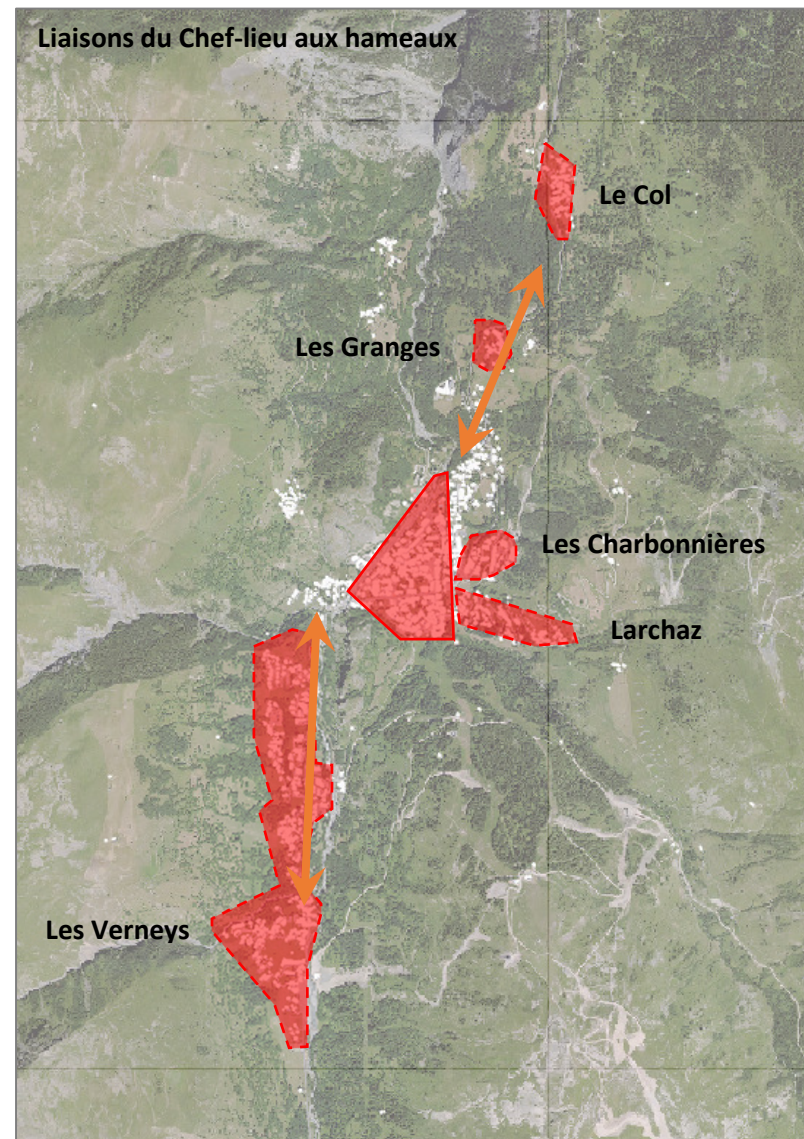 Liaisons du Chef-lieu aux hameaux
Le Col
Les Granges
Les Charbonnières
Larchaz
Les Verneys